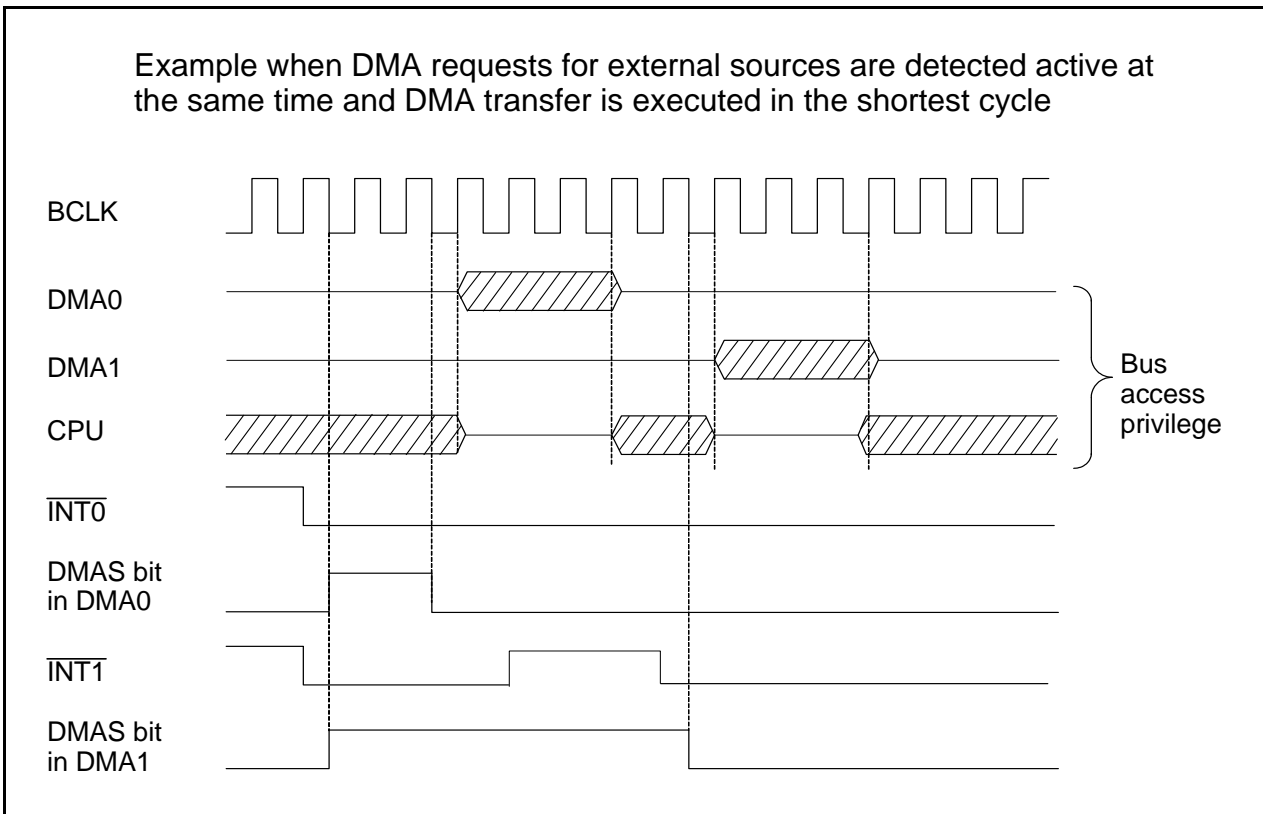 Example when DMA requests for external sources are detected active at
the same time and DMA transfer is executed in the shortest cycle
BCLK
DMA0
DMA1
CPU
Bus
access
privilege
INT0
DMAS bit
in DMA0
INT1
DMAS bit
in DMA1